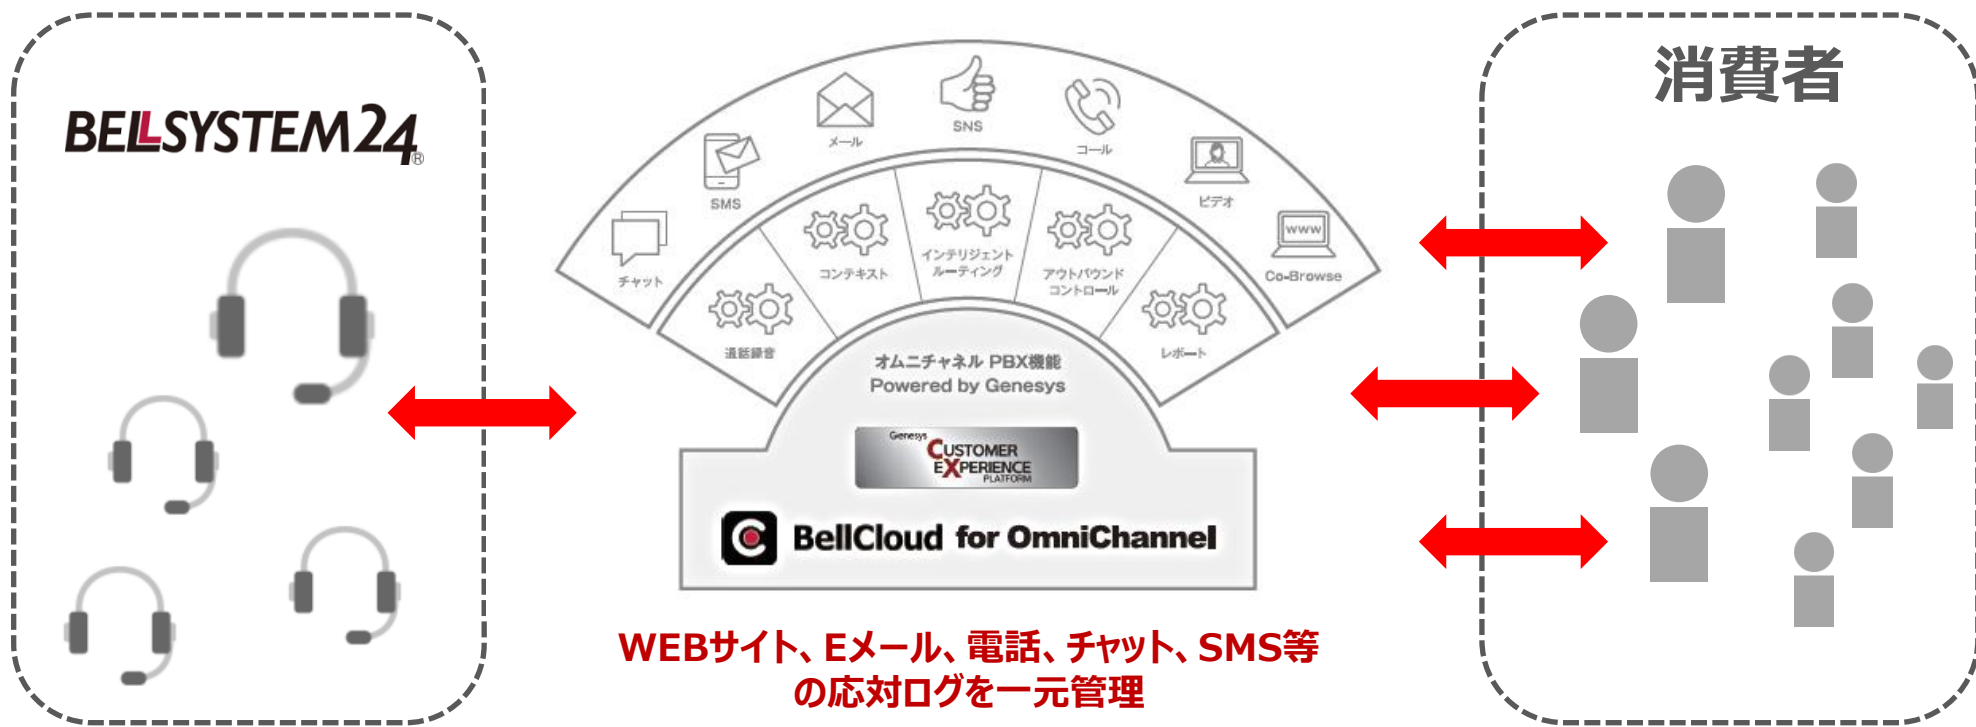 BELLSYSTEM24®
消費者
チャット
SMS
メール
SNS
コール
ビデオ
www
Co-Browse
通話録音
コンテキスト
インテリジェント
ルーティング
アウトバウンド
コントロール
レポート
オムニチャネル PBX機能
Powered by Genesys
Genesys
CUSTOMER
EXPERIENCE
PLATFORM
BellCloud for OmniChannel
WEBサイト、Eメール、電話、チャット、SMS等
の応対ログを一元管理